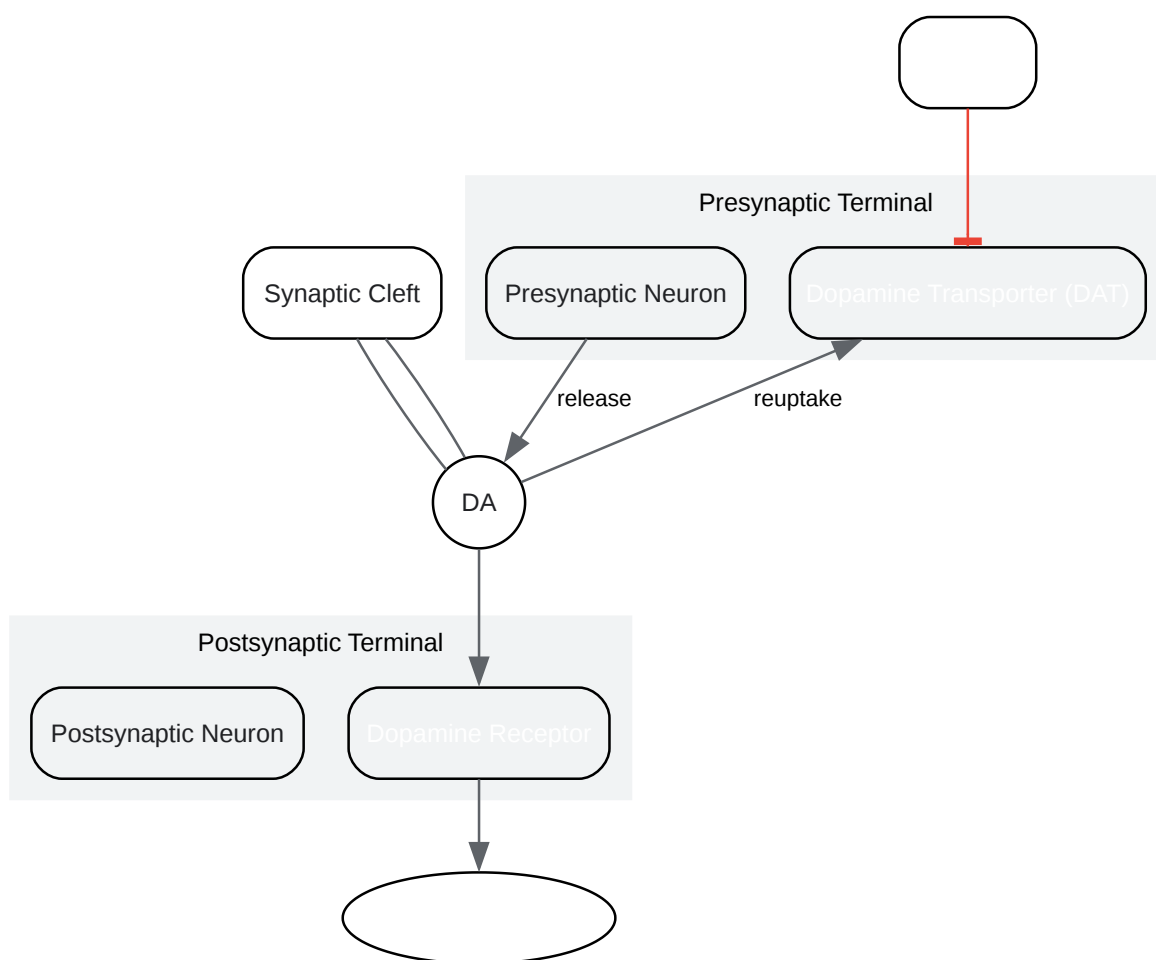 Presynaptic Terminal
Synaptic Cleft
Presynaptic Neuron
Dopamine Transporter (DAT)
release
reuptake
DA
Postsynaptic Terminal
Postsynaptic Neuron
Dopamine Receptor